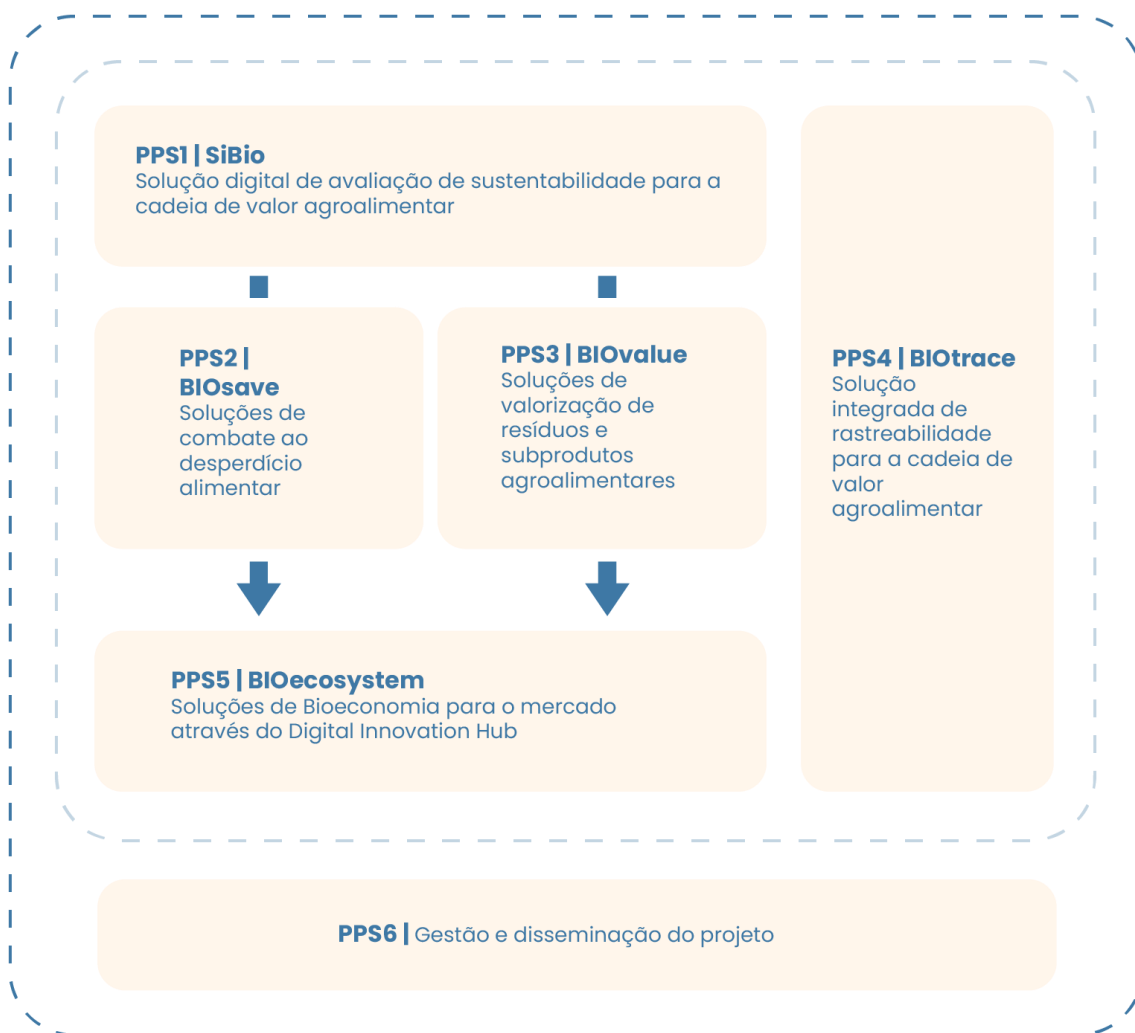 PPS1 | SiBio
Solução digital de avaliação de sustentabilidade para a
cadeia de valor agroalimentar
PPS2 |
BIOsave
Soluções de
combate ao
desperdício
alimentar
PPS3 | BIOvalue
Soluções de
valorização de
resíduos e
subprodutos
agroalimentares
PPS4 | BIOtrace
Solução
integrada de
rastreabilidade
para a cadeia de
valor
agroalimentar
PPS5 | BIOecosystem
Soluções de Bioeconomia para o mercado
através do Digital Innovation Hub
PPS6 | Gestão e disseminação do projeto